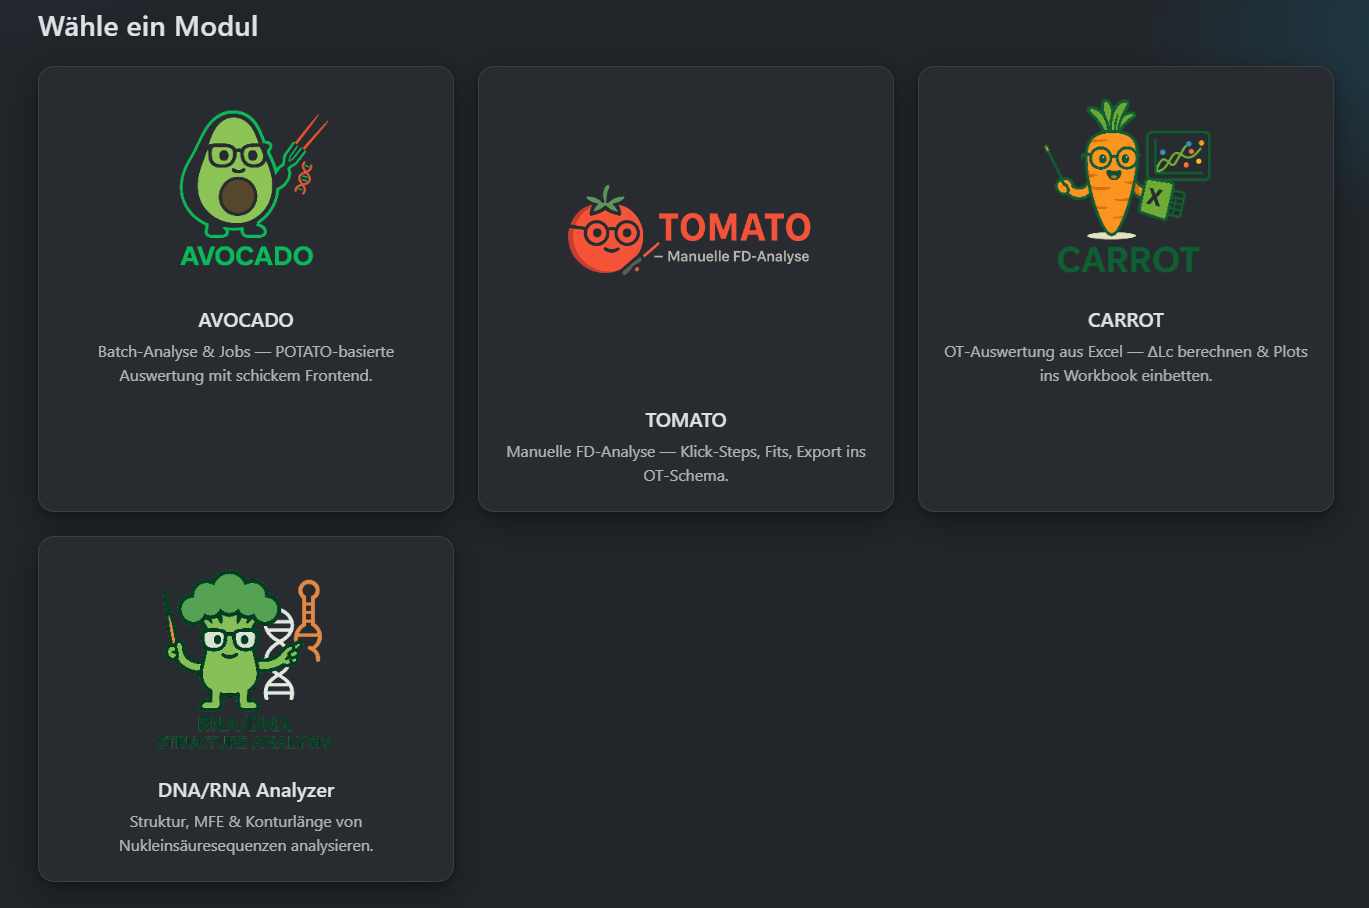 Wähle ein Modul
AVOCADO
AVOCADO
Batch-Analyse & Jobs — POTATO-basierte
Auswertung mit schickem Frontend.
TOMATO
– Manuelle FD-Analyse
TOMATO
Manuelle FD-Analyse — Klick-Steps, Fits, Export ins
OT-Schema.
X
CARROT
CARROT
OT-Auswertung aus Excel — ΔLc berechnen & Plots
ins Workbook einbetten.
RNA/DNA
STRUCTURE ANALYSIS
DNA/RNA Analyzer
Struktur, MFE & Konturlänge von
Nukleinsäuresequenzen analysieren.